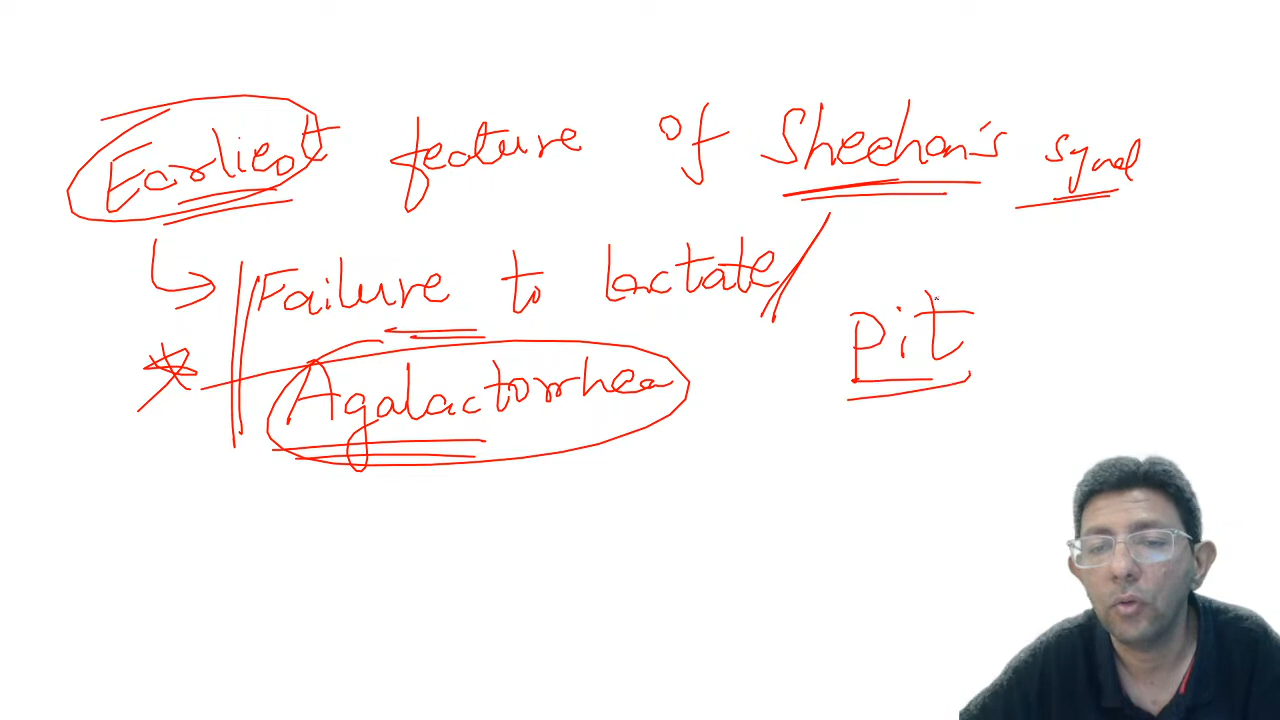 Earliest feature of Sheehan's synd
Failure to lactate
Agalactorrhea
Pit